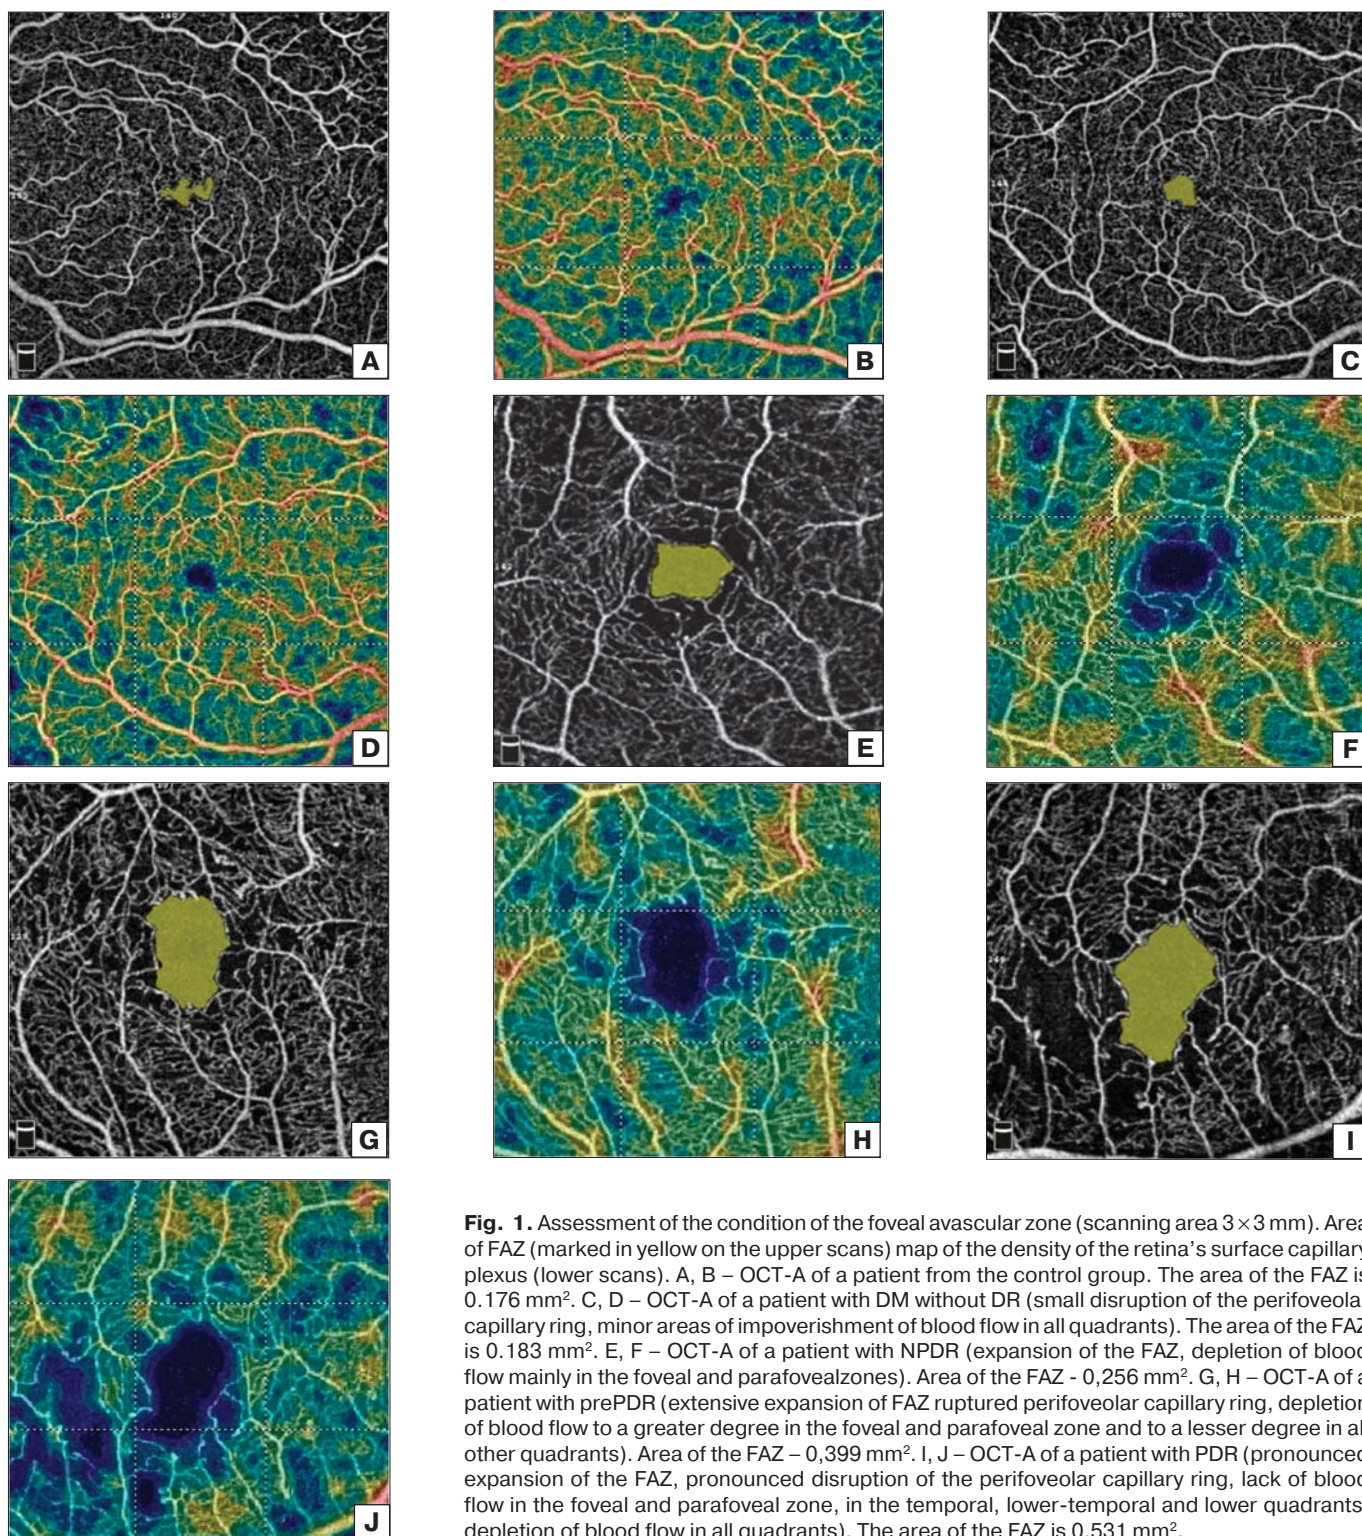 A
B
C
D
E
F
G
H
I
J
Fig. 1. Assessment of the condition of the foveal avascular zone (scanning area 3×3 mm). Area
of FAZ (marked in yellow on the upper scans) map of the density of the retina's surface capillary
plexus (lower scans). A, B – OCT-A of a patient from the control group. The area of the FAZ is
0.176 mm². C, D – OCT-A of a patient with DM without DR (small disruption of the perifoveolar
capillary ring, minor areas of impoverishment of blood flow in all quadrants). The area of the FAZ
is 0.183 mm². E, F – OCT-A of a patient with NPDR (expansion of the FAZ, depletion of blood
flow mainly in the foveal and parafovealzones). Area of the FAZ - 0,256 mm². G, H – OCT-A of a
patient with prePDR (extensive expansion of FAZ ruptured perifoveolar capillary ring, depletion
of blood flow to a greater degree in the foveal and parafoveal zone and to a lesser degree in all
other quadrants). Area of the FAZ – 0,399 mm². I, J – OCT-A of a patient with PDR (pronounced
expansion of the FAZ, pronounced disruption of the perifoveolar capillary ring, lack of blood
flow in the foveal and parafoveal zone, in the temporal, lower-temporal and lower quadrants,
depletion of blood flow in all quadrants). The area of the FAZ is 0.531 mm².